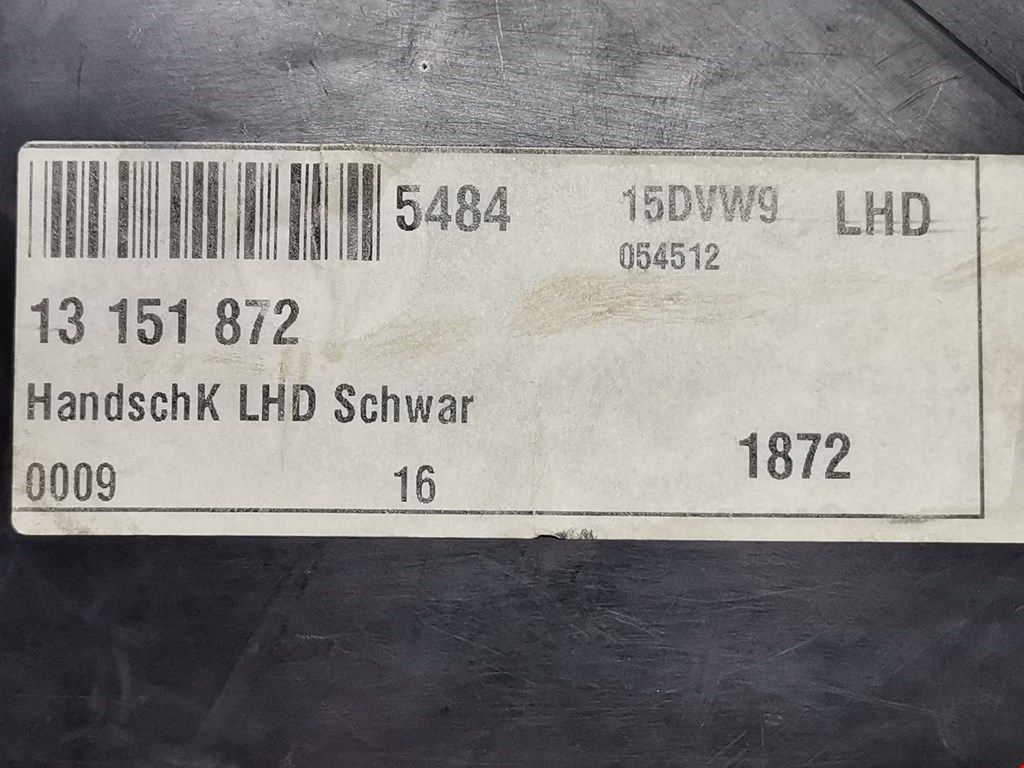 5484 15DVW9 LHD
054512
13 151 872
HandschK LHD Schwar
1872
0009 16